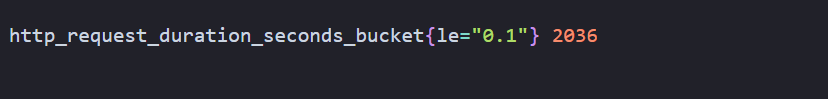 http_request_duration_seconds_bucket{le="0.1"} 2036